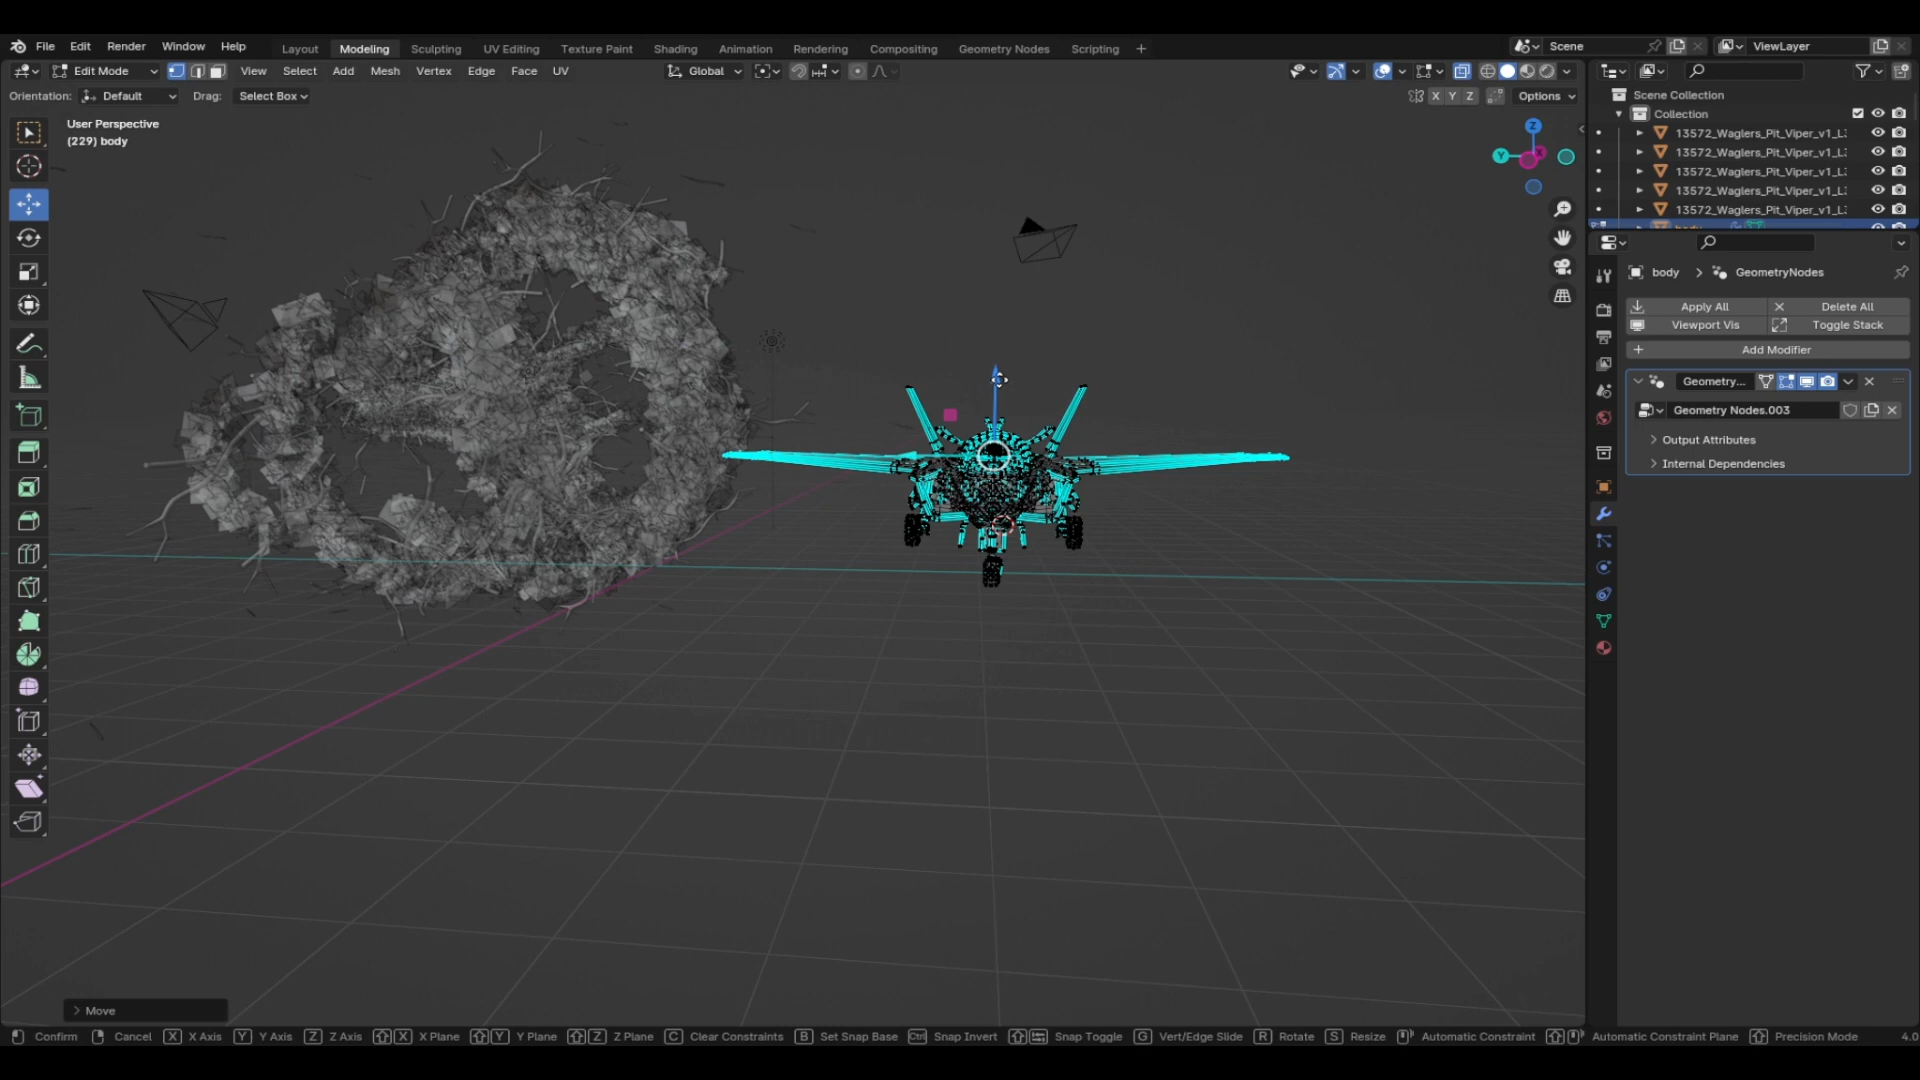 File Edit Render Window Help Layout Modeling Sculpting UV Editing Texture Paint Shading Animation Rendering Compositing Geometry Nodes Scripting + Scene ViewLayer
Edit Mode View Select Add Mesh Vertex Edge Face UV Global
Orientation: Default Drag: Select Box X Y Z Options
User Perspective
(229) body
Z
Y
X
Scene Collection
Collection
13572_Waglers_Pit_Viper_v1_L
13572_Waglers_Pit_Viper_v1_L
13572_Waglers_Pit_Viper_v1_L
13572_Waglers_Pit_Viper_v1_L
13572_Waglers_Pit_Viper_v1_L
body > GeometryNodes
Apply All Delete All
Viewport Vis Toggle Stack
Add Modifier
Geometry...
Geometry Nodes.003
Output Attributes
Internal Dependencies
Move
Confirm Cancel X X Axis Y Y Axis Z Z Axis X X Plane Y Y Plane Z Z Plane C Clear Constraints B Set Snap Base Ctrl Snap Invert Snap Toggle G Vert/Edge Slide R Rotate S Resize Automatic Constraint Automatic Constraint Plane Precision Mode 4.0